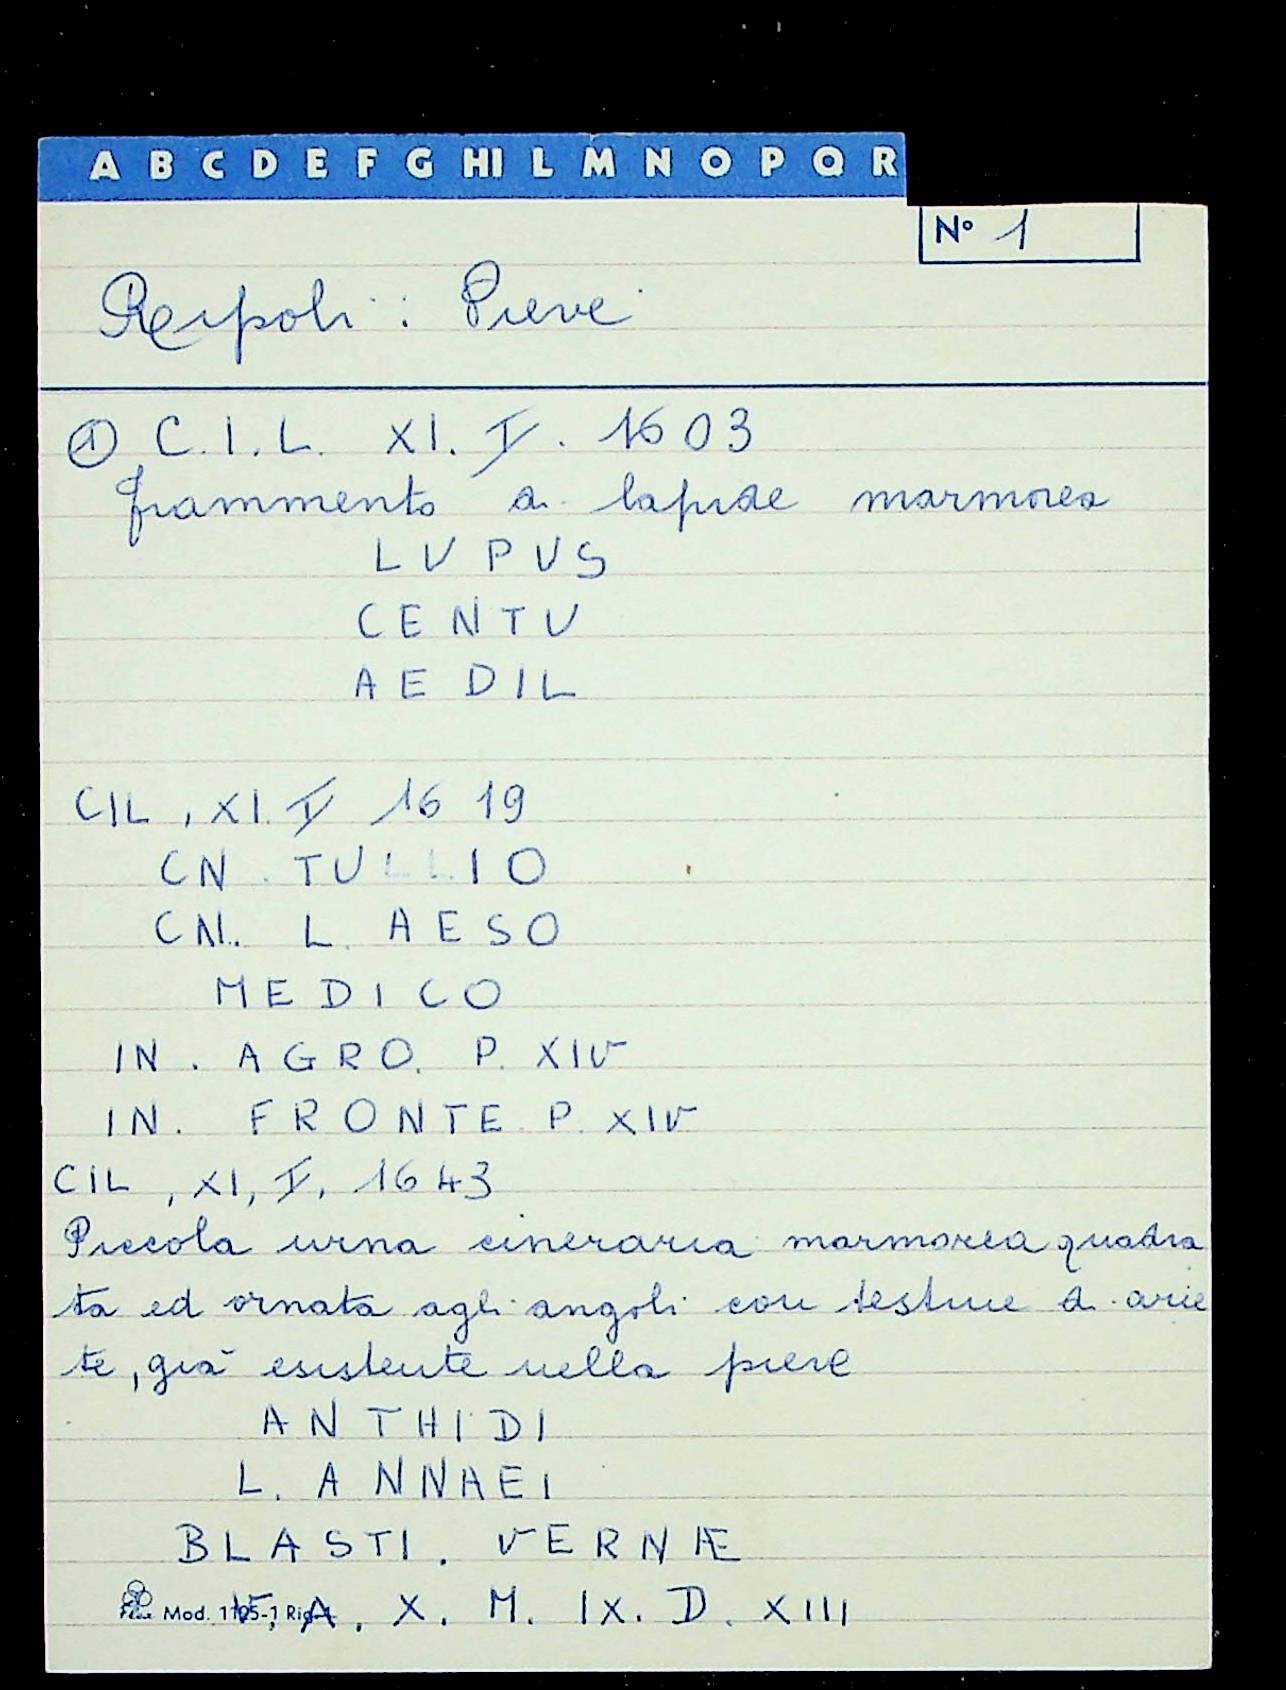 A B C D E F G HI L M N O P Q R
N° 1
Ripoli : Pieve
① C.I.L. XI. I. 1603
frammento di lapide marmorea
LVPVS
CENTU
AEDIL
CIL, XI. I 1619
CN. TULLIO
CN. L. AESO
MEDICO
IN. AGRO. P. XIV
IN. FRONTE. P. XIV
CIL, XI, I, 1643
Piccola urna cineraria marmorea quadra
ta ed ornata agli angoli con testine di arie
te, già esistente nella pieve
ANTHIDI
L. ANNAEI
BLASTI. VERNÆ
V. A. X. M. IX. D. XIII
Mod. 1105-1 Rig.